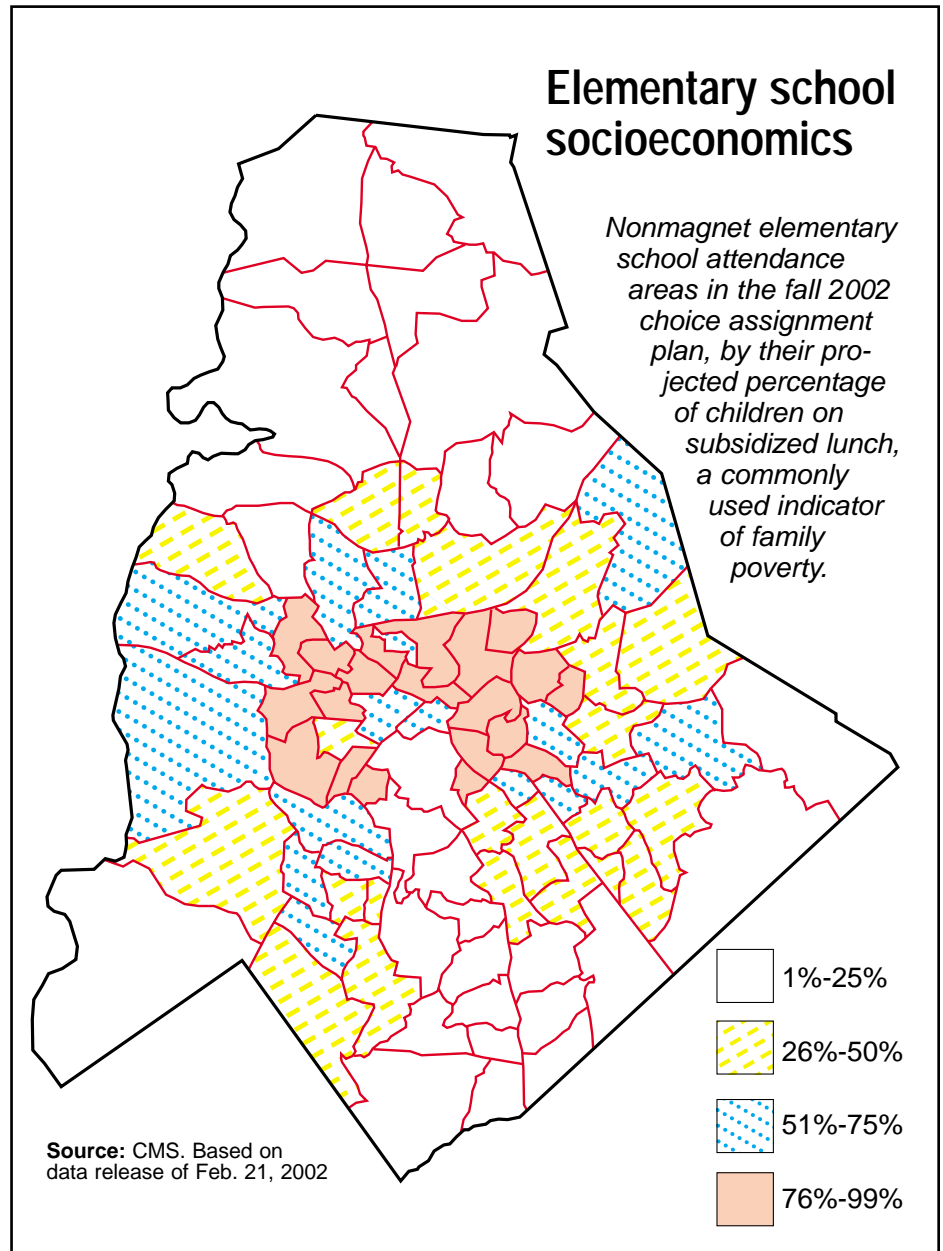 Elementary school
socioeconomics
Nonmagnet elementary
school attendance
areas in the fall 2002
choice assignment
plan, by their pro-
jected percentage
of children on
subsidized lunch,
a commonly
used indicator
of family
poverty.
1%-25%
26%-50%
51%-75%
76%-99%
Source: CMS. Based on
data release of Feb. 21, 2002